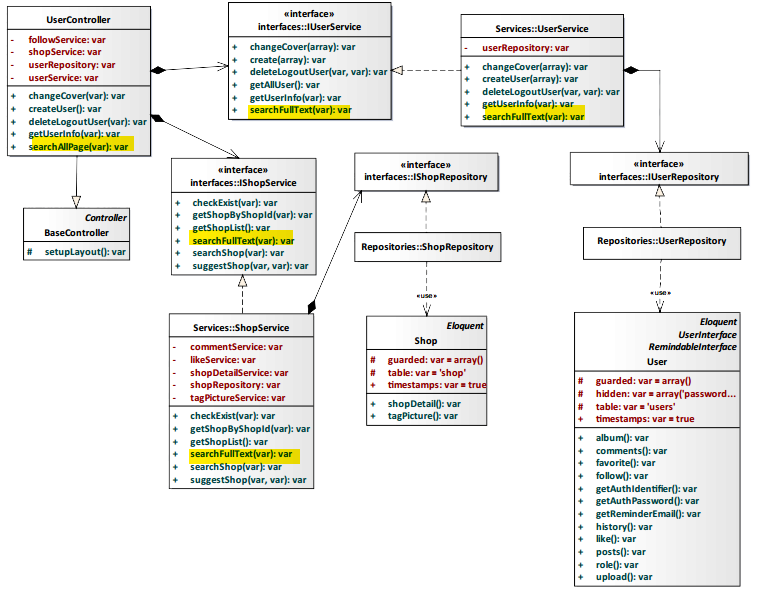 UserController
- followService: var
- shopService: var
- userRepository: var
- userService: var
+ changeCover(var): var
+ createUser(): var
+ deleteLogoutUser(var): var
+ getUserInfo(var): var
+ searchAllPage(var): var
«interface»
interfaces::IUserService
+ changeCover(array): var
+ create(array): var
+ deleteLogoutUser(var, var): var
+ getAllUser(): var
+ getUserInfo(var): var
+ searchFullText(var): var
Services::UserService
- userRepository: var
+ changeCover(array): var
+ createUser(array): var
+ deleteLogoutUser(var, var): var
+ getUserInfo(var): var
+ searchFullText(var): var
«interface»
interfaces::IShopService
+ checkExist(var): var
+ getShopByShopId(var): var
+ getShopList(): var
+ searchFullText(var): var
+ searchShop(var): var
+ suggestShop(var, var): var
«interface»
interfaces::IShopRepository
«interface»
interfaces::IUserRepository
Controller
BaseController
# setupLayout(): var
Repositories::ShopRepository
Repositories::UserRepository
«use»
«use»
Services::ShopService
- commentService: var
- likeService: var
- shopDetailService: var
- shopRepository: var
- tagPictureService: var
+ checkExist(var): var
+ getShopByShopId(var): var
+ getShopList(): var
+ searchFullText(var): var
+ searchShop(var): var
+ suggestShop(var, var): var
Eloquent
Shop
# guarded: var = array()
# table: var = 'shop'
+ timestamps: var = true
+ shopDetail(): var
+ tagPicture(): var
Eloquent
UserInterface
RemindableInterface
User
# guarded: var = array()
# hidden: var = array('password...
# table: var = 'users'
+ timestamps: var = true
+ album(): var
+ comments(): var
+ favorite(): var
+ follow(): var
+ getAuthIdentifier(): var
+ getAuthPassword(): var
+ getReminderEmail(): var
+ history(): var
+ like(): var
+ posts(): var
+ role(): var
+ upload(): var